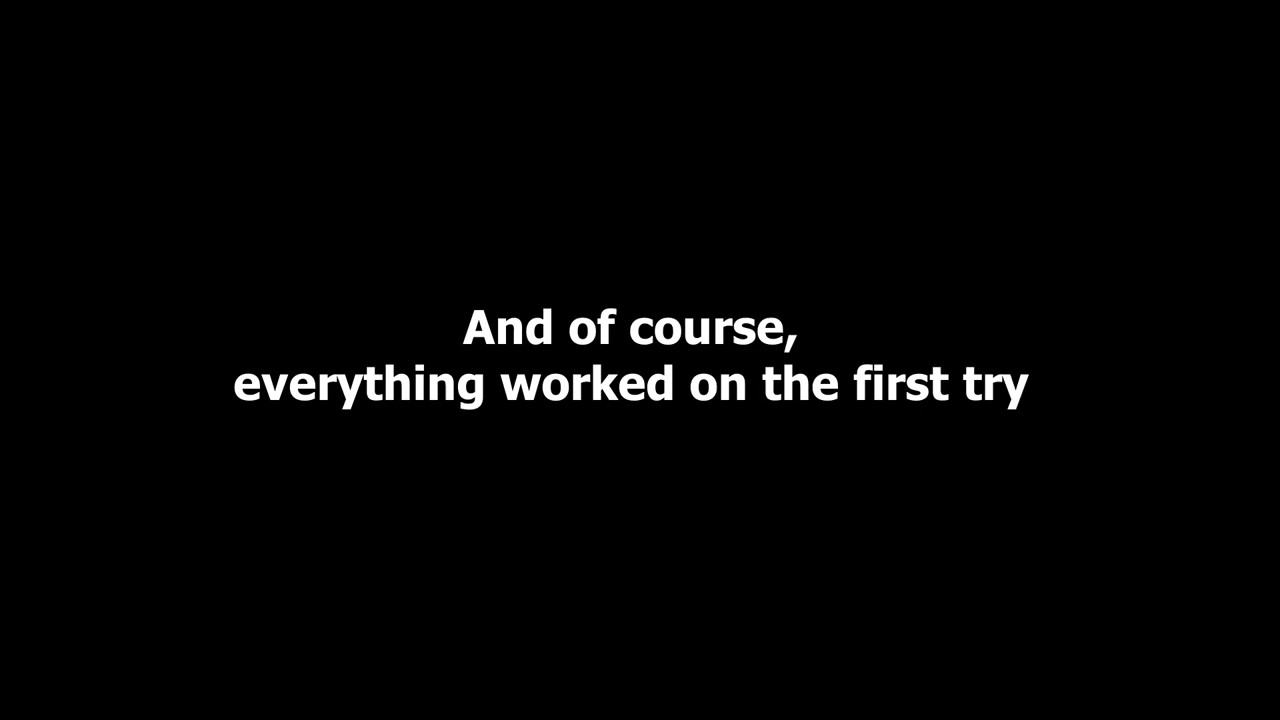 And of course,
everything worked on the first try